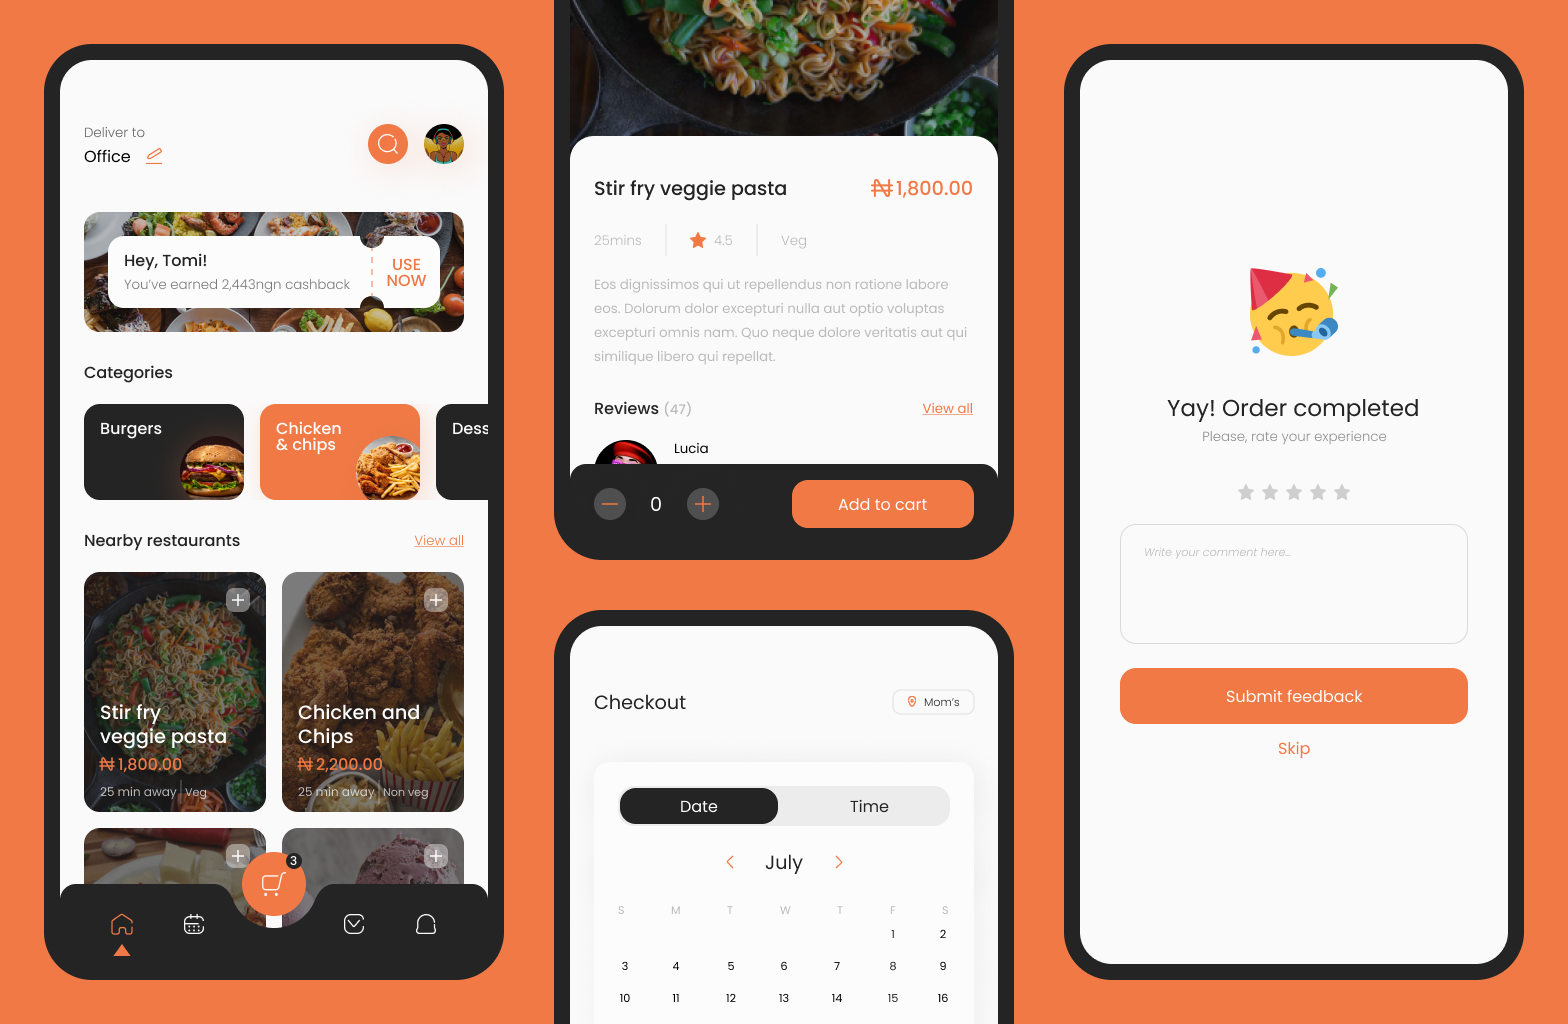 Deliver to
Office
Hey, Tomi!
You've earned 2,443ngn cashback
USE
NOW
Categories
Burgers
Chicken
& chips
Dess
Nearby restaurants
View all
Stir fry
veggie pasta
₦1,800.00
25 min away
Veg
Chicken and
Chips
₦2,200.00
25 min away
Non veg
3
Stir fry veggie pasta
₦1,800.00
25mins
4.5
Veg
Eos dignissimos qui ut repellendus non ratione labore
eos. Dolorum dolor excepturi nulla aut optio voluptas
excepturi omnis nam. Quo neque dolore veritatis aut qui
similique libero qui repellat.
Reviews (47)
View all
Lucia
0
Add to cart
Checkout
Mom's
Date
Time
July
S M T W T F S
1 2
3 4 5 6 7 8 9
10 11 12 13 14 15 16
Yay! Order completed
Please, rate your experience
Write your comment here...
Submit feedback
Skip